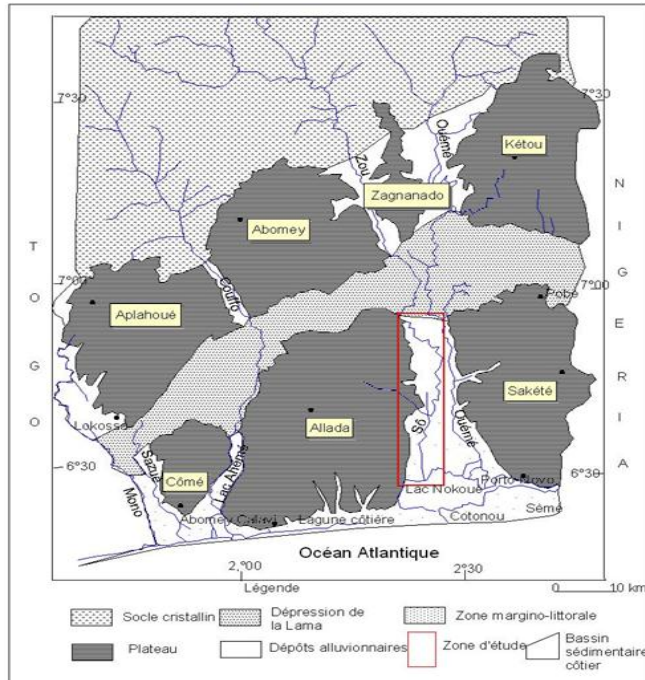 7°30
7°30
Ouémé
Kétou
Zou
Zagnanado
N
I
G
E
R
I
A
Abomey
T
O
G
O
7°00
7°00
Couffo
Pobè
Aplahoué
Sakété
Allada
Sô
Ouémé
Lokossa
6°30
6°30
Sazué
Cômé
Lac Ahémé
Mono
Lac Nokoué
Porto-Novo
Abomey Calavi
Lagune côtière
Cotonou
Sèmè
Océan Atlantique
2°00
2°30
Légende
0
10 km
Socle cristallin
Dépression de
la Lama
Zone margino-littorale
Plateau
Dépôts alluvionnaires
Zone d'étude
Bassin
sédimentaire
côtier